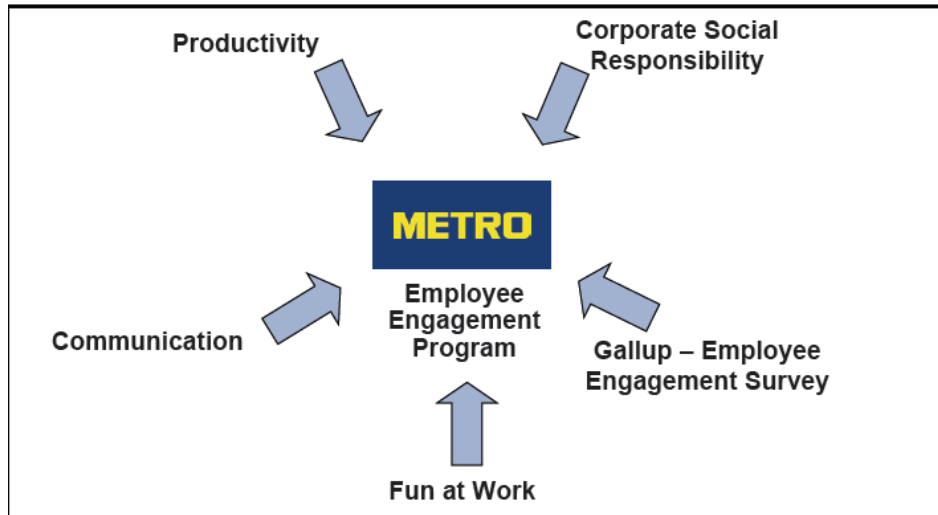 Productivity
Corporate Social
Responsibility
METRO
Employee
Engagement
Program
Communication
Gallup – Employee
Engagement Survey
Fun at Work